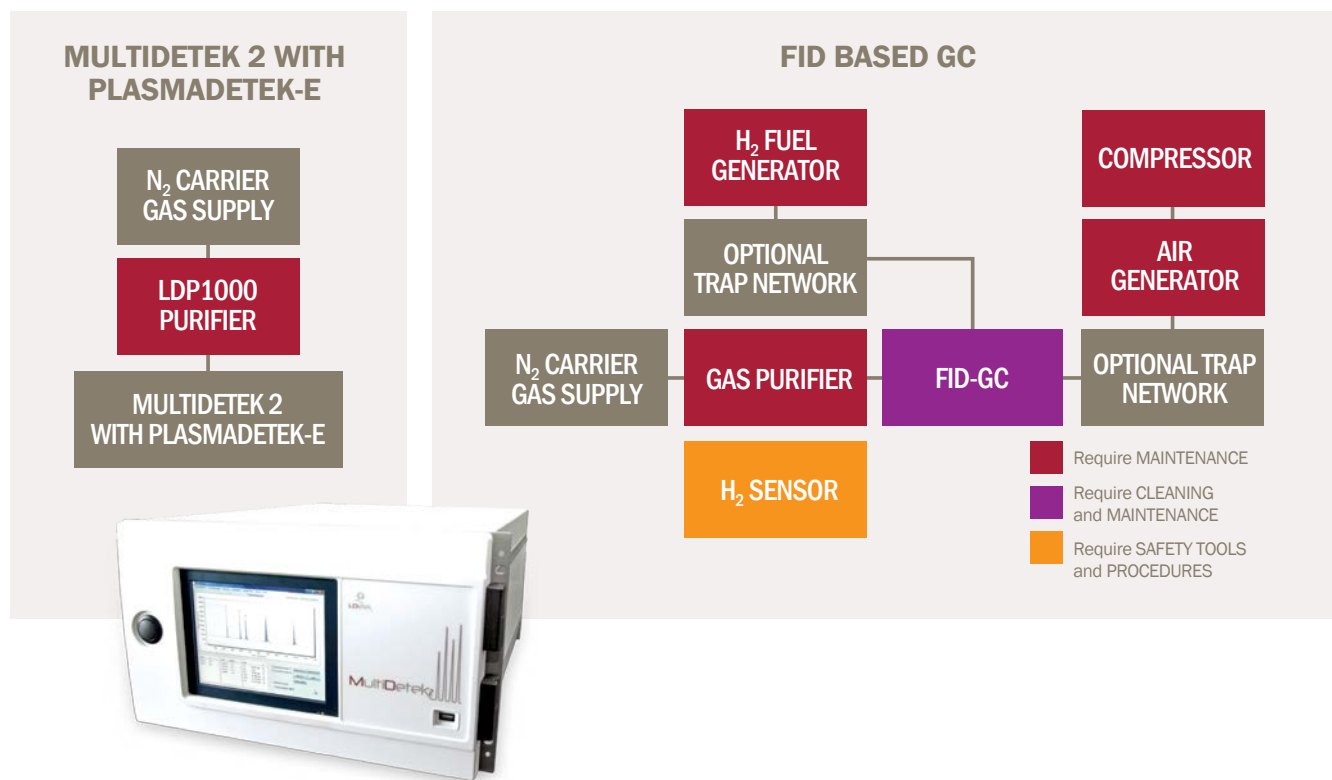 MULTIDETEK 2 WITH
PLASMADETEK-E
N₂ CARRIER
GAS SUPPLY
LDP1000
PURIFIER
MULTIDETEK 2
WITH PLASMADETEK-E
FID BASED GC
H₂ FUEL
GENERATOR
COMPRESSOR
OPTIONAL
TRAP NETWORK
AIR
GENERATOR
N₂ CARRIER
GAS SUPPLY
GAS PURIFIER
FID-GC
OPTIONAL TRAP
NETWORK
H₂ SENSOR
Require MAINTENANCE
Require CLEANING
and MAINTENANCE
Require SAFETY TOOLS
and PROCEDURES
MultiDetek2